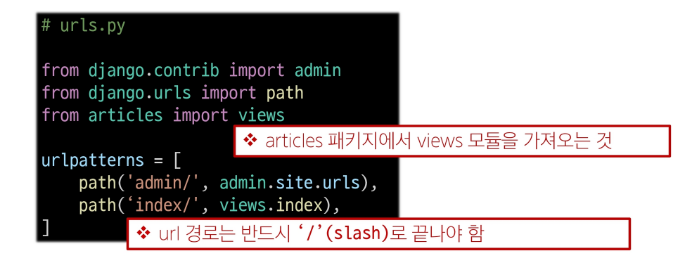 # urls.py
from django.contrib import admin
from django.urls import path
from articles import views
❖ articles 패키지에서 views 모듈을 가져오는 것
urlpatterns = [
    path('admin/', admin.site.urls),
    path(‘index/', views.index),
]
❖ url 경로는 반드시 ‘/’(slash)로 끝나야 함